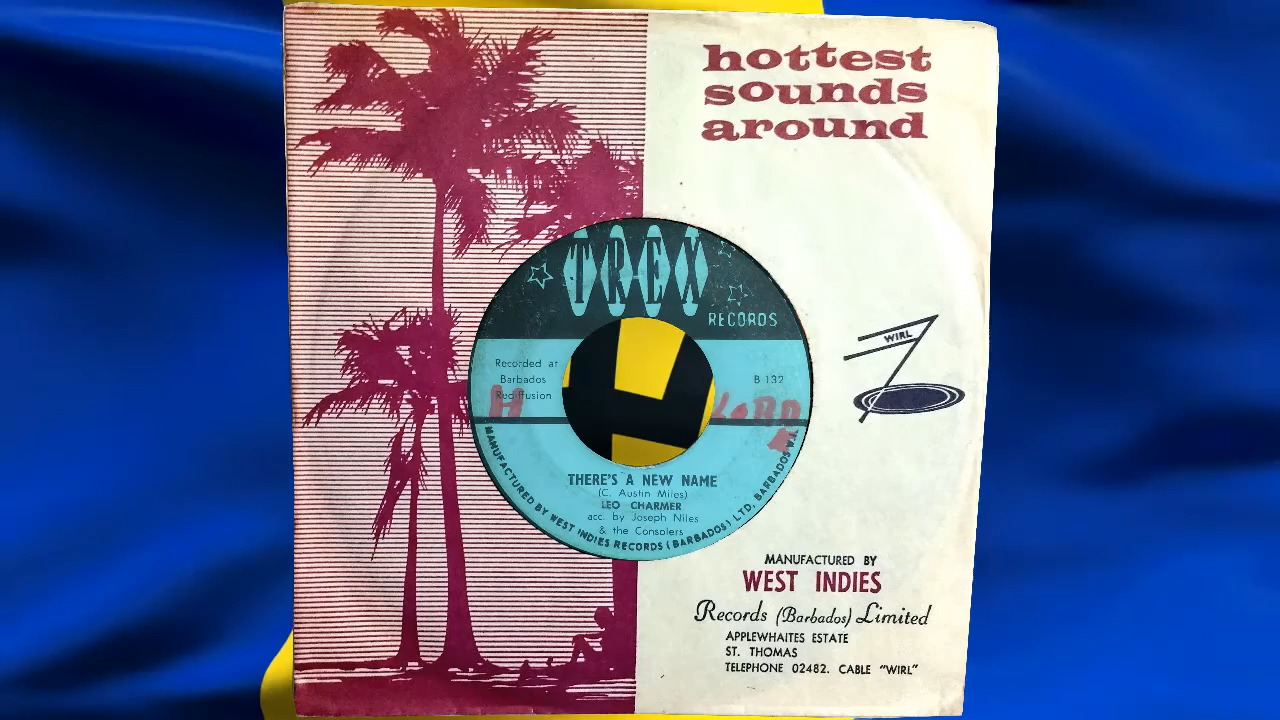 hottest
sounds
around
TREX
RECORDS
Recorded at
Barbados
Rediffusion
B 132
H
LORD
WIRL
THERE'S A NEW NAME
(C. Austin Miles)
LEO CHARMER
acc. by Joseph Niles
& the Consolers
MANUFACTURED BY WEST INDIES RECORDS (BARBADOS) LTD, BARBADOS W.I.
MANUFACTURED BY
WEST INDIES
Records (Barbados) Limited
APPLEWHAITES ESTATE
ST. THOMAS
TELEPHONE 02482. CABLE "WIRL"